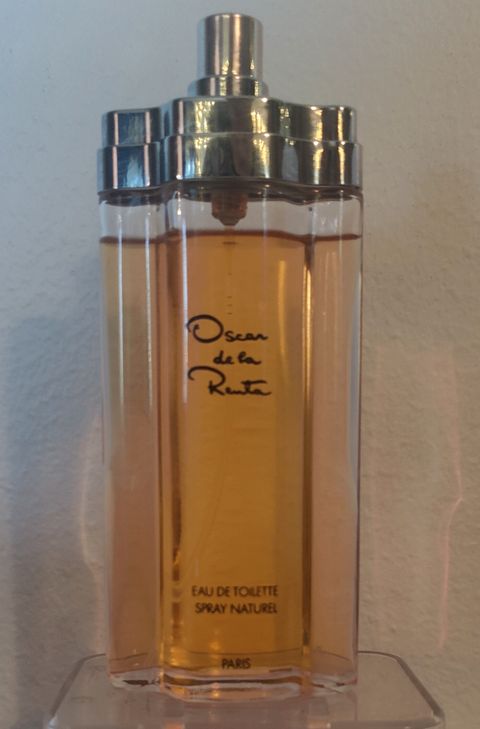 Oscar
de la
Renta
EAU DE TOILETTE
SPRAY NATUREL
PARIS